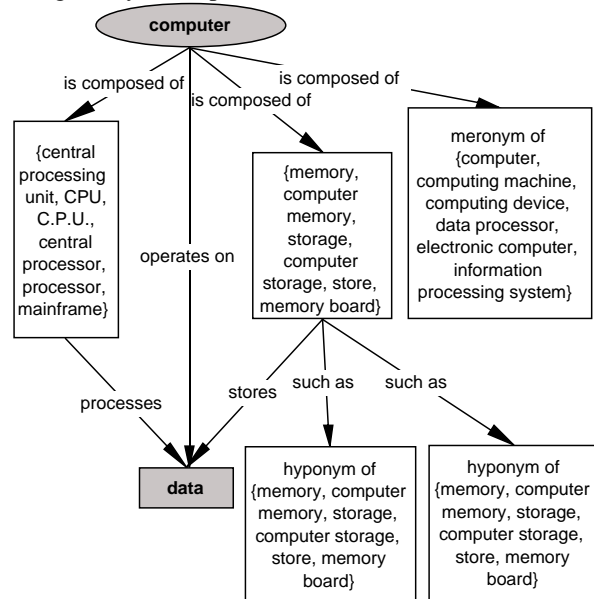 computer
is composed of
is composed of
is composed of
{central
processing
unit, CPU,
C.P.U.,
central
processor,
processor,
mainframe}
operates on
{memory,
computer
memory,
storage,
computer
storage, store,
memory board}
meronym of
{computer,
computing machine,
computing device,
data processor,
electronic computer,
information
processing system}
processes
stores
such as
such as
data
hyponym of
{memory, computer
memory, storage,
computer storage,
store, memory
board}
hyponym of
{memory, computer
memory, storage,
computer storage,
store, memory
board}